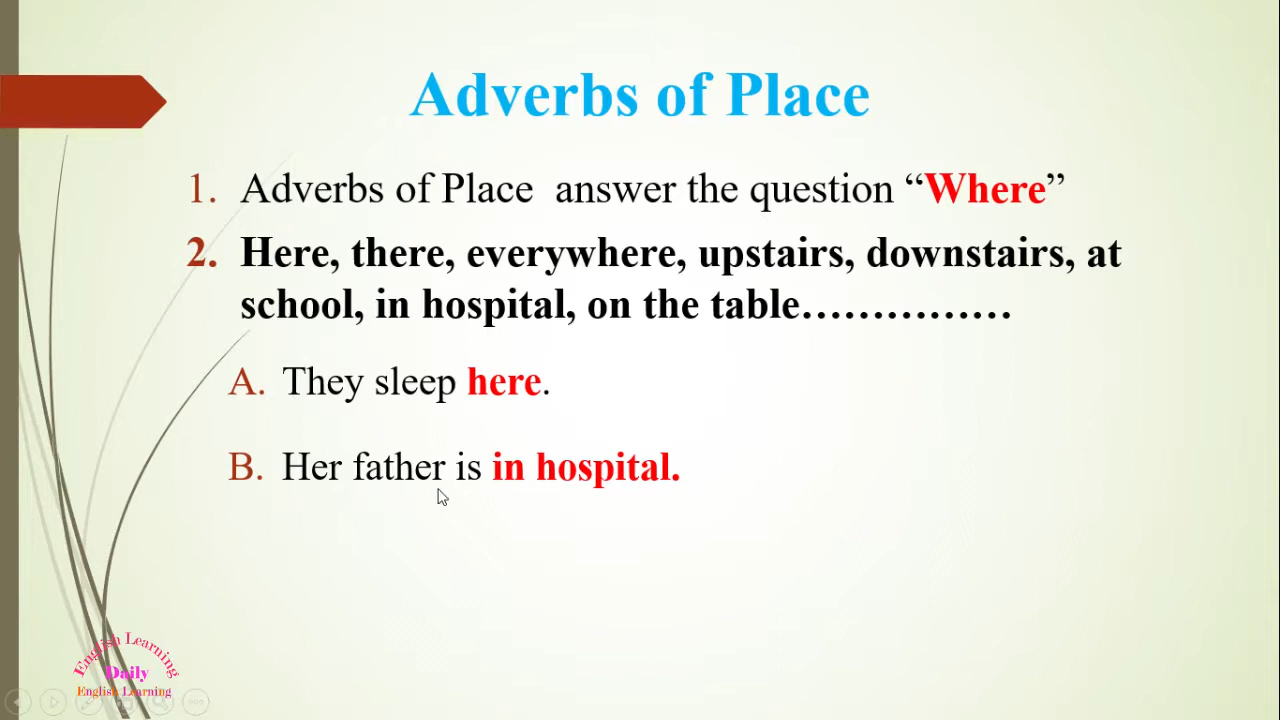 Adverbs of Place
1. Adverbs of Place answer the question “Where”
2. Here, there, everywhere, upstairs, downstairs, at
school, in hospital, on the table……………
A. They sleep here.
B. Her father is in hospital.
English Learning
Daily
English Learning